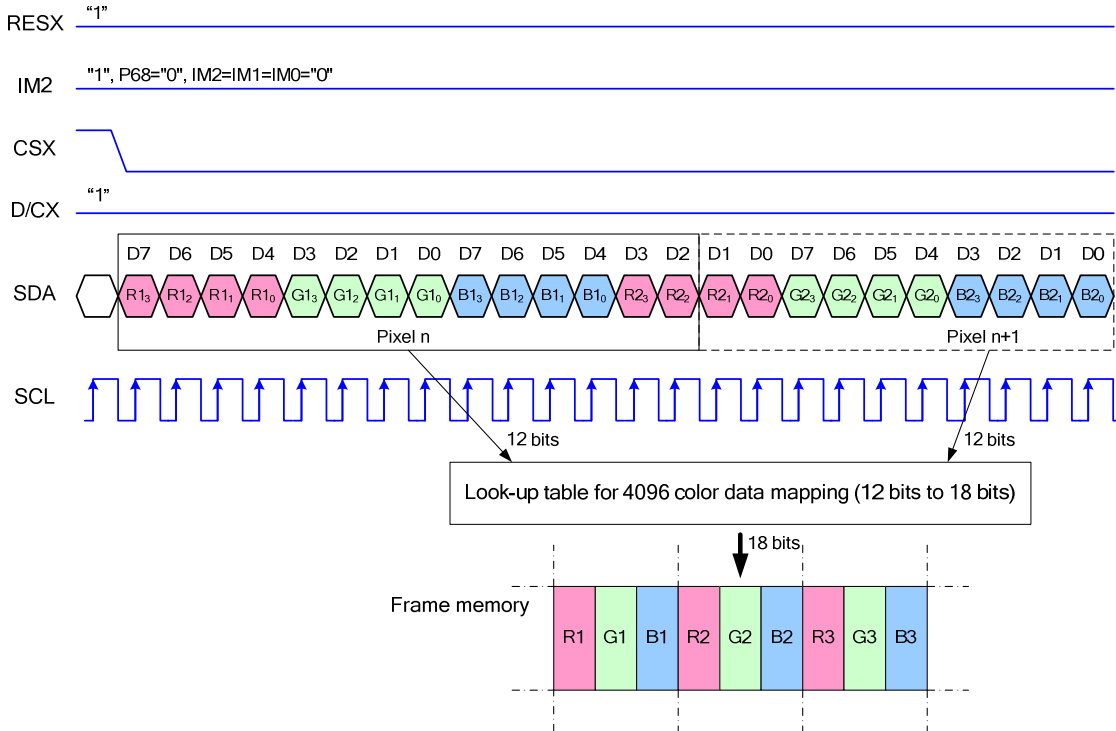 RESX “1”
IM2 "1", P68="0", IM2=IM1=IM0="0"
CSX
D/CX “1”
D7 D6 D5 D4 D3 D2 D1 D0 D7 D6 D5 D4 D3 D2 D1 D0 D7 D6 D5 D4 D3 D2 D1 D0
SDA R1₃ R1₂ R1₁ R1₀ G1₃ G1₂ G1₁ G1₀ B1₃ B1₂ B1₁ B1₀ R2₃ R2₂ R2₁ R2₀ G2₃ G2₂ G2₁ G2₀ B2₃ B2₂ B2₁ B2₀
Pixel n Pixel n+1
SCL
12 bits 12 bits
Look-up table for 4096 color data mapping (12 bits to 18 bits)
18 bits
Frame memory
R1 G1 B1 R2 G2 B2 R3 G3 B3